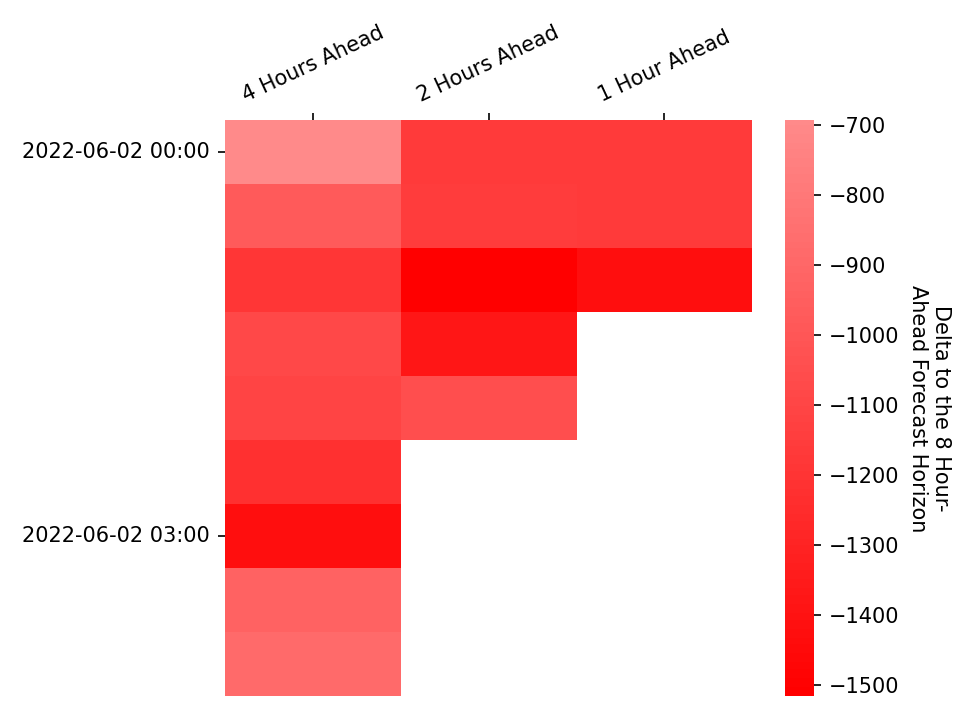 4 Hours Ahead
2 Hours Ahead
1 Hour Ahead
2022-06-02 00:00
2022-06-02 03:00
−700
−800
−900
−1000
−1100
−1200
−1300
−1400
−1500
Delta to the 8 Hour-
Ahead Forecast Horizon